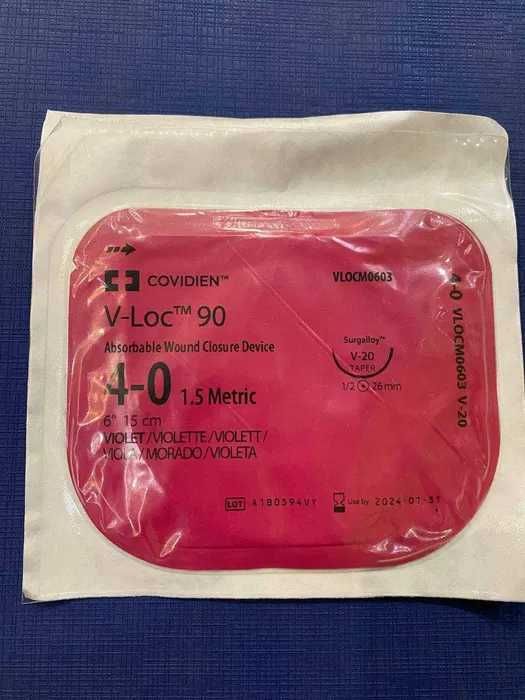 COVIDIEN™
VLOCM0603
V-Loc™ 90
Absorbable Wound Closure Device
4-0 1.5 Metric
6" 15 cm
VIOLET/VIOLETTE/VIOLETT/
VIOLA/MORADO/VIOLETA
Surgalloy™
V-20
TAPER
1/2 26 mm
4-0 VLOCM0603 V-20
LOT A1B0594VY
Use by 2024-01-31